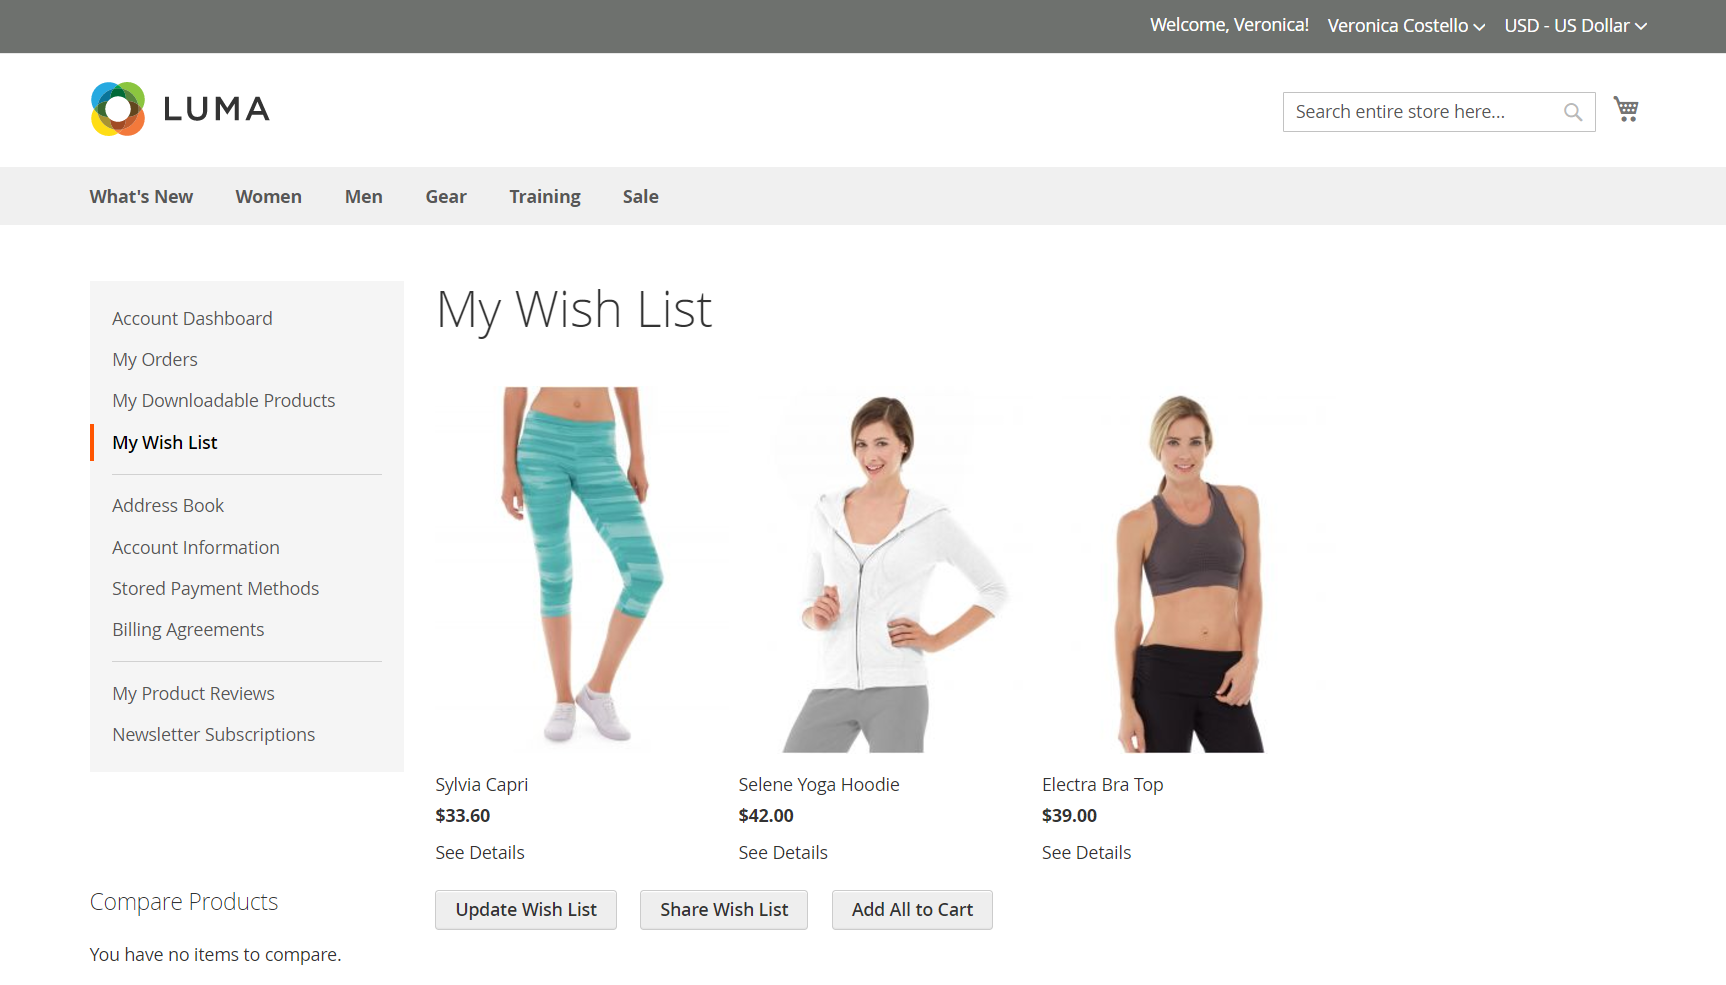 Welcome, Veronica! Veronica Costello USD - US Dollar
LUMA
Search entire store here...
What's New Women Men Gear Training Sale
My Wish List
Account Dashboard
My Orders
My Downloadable Products
My Wish List
Address Book
Account Information
Stored Payment Methods
Billing Agreements
My Product Reviews
Newsletter Subscriptions
Sylvia Capri Selene Yoga Hoodie Electra Bra Top
$33.60 $42.00 $39.00
See Details See Details See Details
Update Wish List Share Wish List Add All to Cart
Compare Products
You have no items to compare.